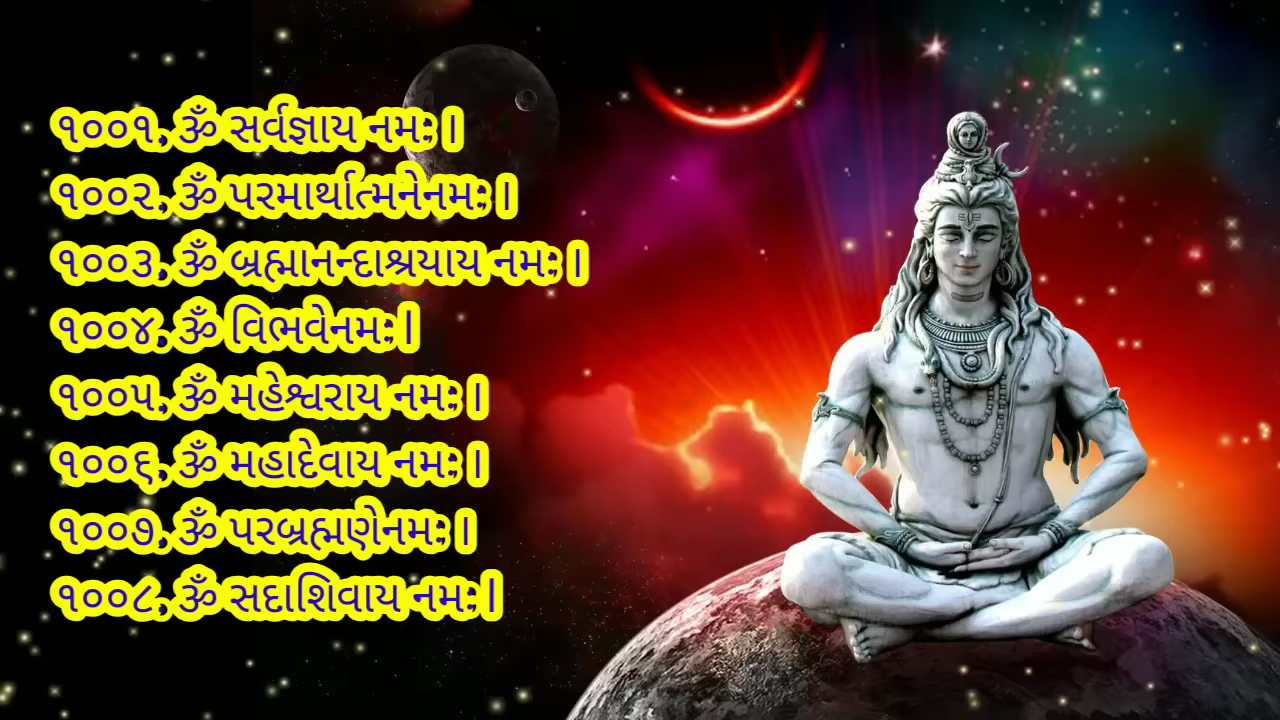 ૧૦૦૧, ૐ સર્વજ્ઞાય નમઃ |
૧૦૦૨, ૐ પરમાર્થાત્મનેનમઃ |
૧૦૦૩, ૐ બ્રહ્માનન્દાશ્રયાય નમઃ |
૧૦૦૪, ૐ વિભવેનમઃ |
૧૦૦૫, ૐ મહેશ્વરાય નમઃ |
૧૦૦૬, ૐ મહાદેવાય નમઃ |
૧૦૦૭, ૐ પરબ્રહ્મણેનમઃ |
૧૦૦૮, ૐ સદાશિવાય નમઃ |